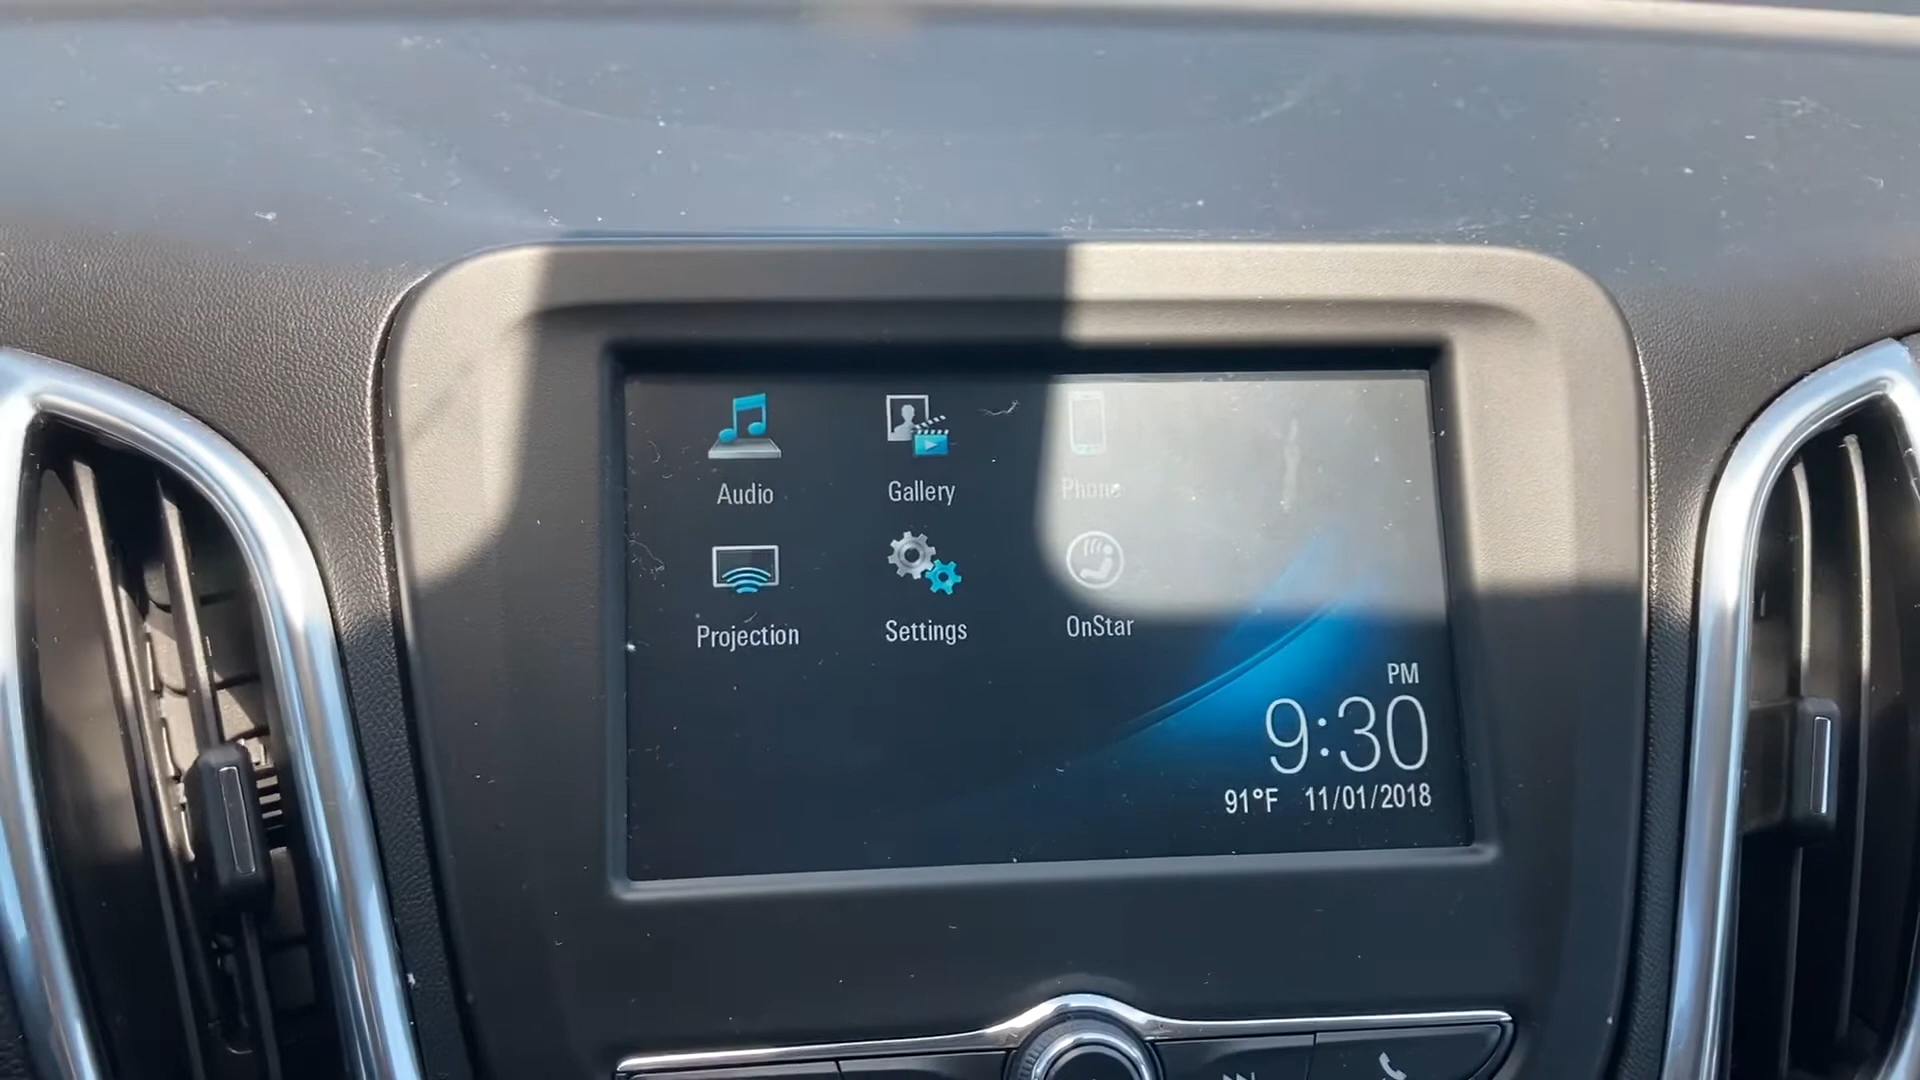 Audio Gallery Phone
Projection Settings OnStar
PM
9:30
91°F 11/01/2018